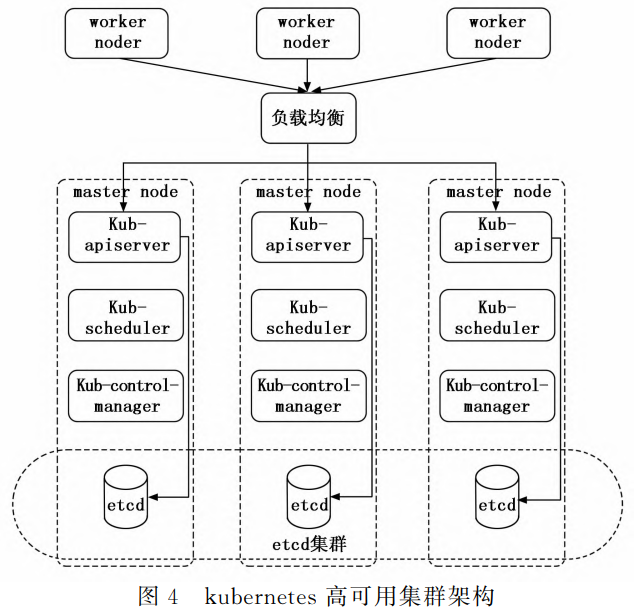 worker
noder
worker
noder
worker
noder
负载均衡
master node
master node
master node
Kub-
apiserver
Kub-
apiserver
Kub-
apiserver
Kub-
scheduler
Kub-
scheduler
Kub-
scheduler
Kub-control-
manager
Kub-control-
manager
Kub-control-
manager
etcd
etcd
etcd
etcd集群
图 4 kubernetes 高可用集群架构